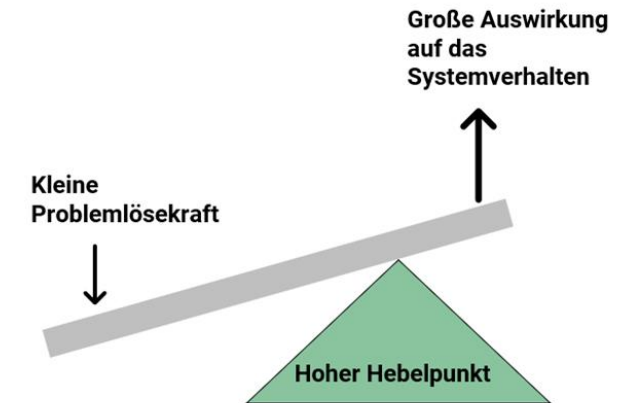 Große Auswirkung
auf das
Systemverhalten
Kleine
Problemlösekraft
Hoher Hebelpunkt